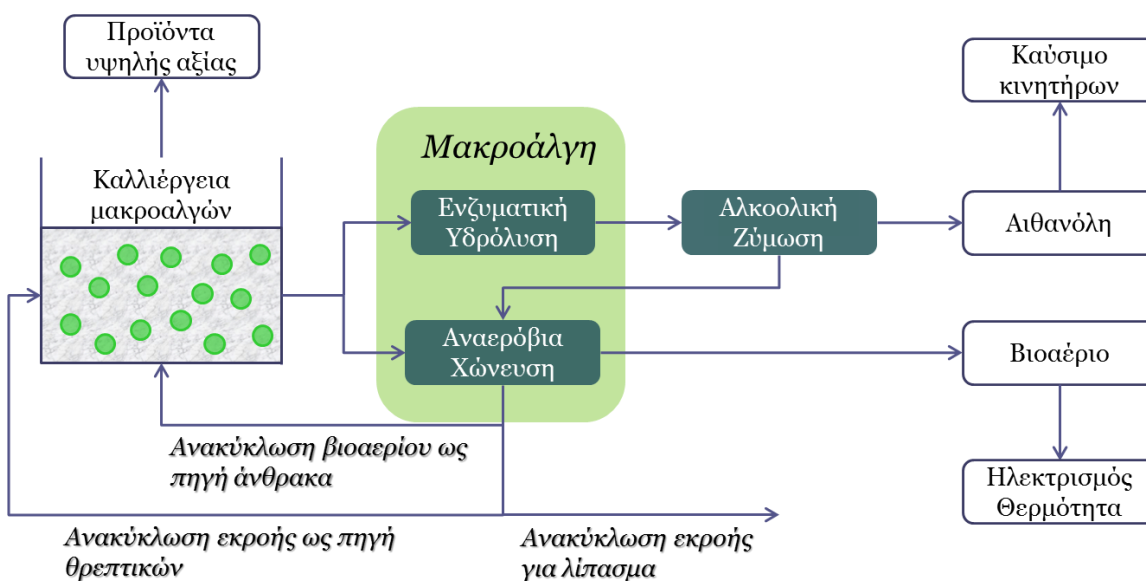 Προϊόντα
υψηλής αξίας
Καλλιέργεια
μακροαλγών
Μακροάλγη
Ενζυματική
Υδρόλυση
Αλκοολική
Ζύμωση
Καύσιμο
κινητήρων
Αιθανόλη
Αναερόβια
Χώνευση
Βιοαέριο
Ηλεκτρισμός
Θερμότητα
Ανακύκλωση βιοαερίου ως
πηγή άνθρακα
Ανακύκλωση εκροής ως πηγή
θρεπτικών
Ανακύκλωση εκροής
για λίπασμα